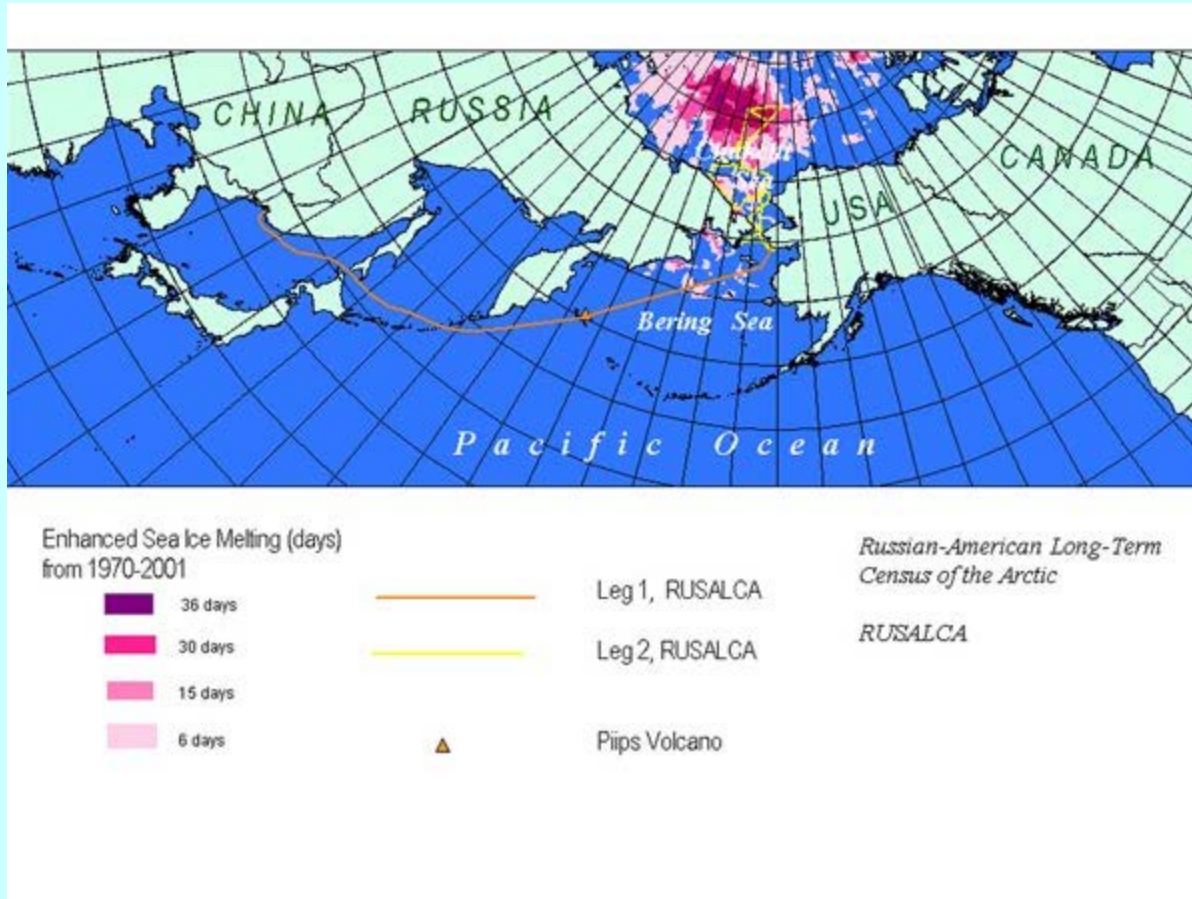 CHINA
RUSSIA
CANADA
USA
Bering Sea
Pacific Ocean
Enhanced Sea Ice Melting (days)
from 1970-2001
36 days
30 days
15 days
6 days
Leg 1, RUSALCA
Leg 2, RUSALCA
Piips Volcano
Russian-American Long-Term
Census of the Arctic
RUSALCA